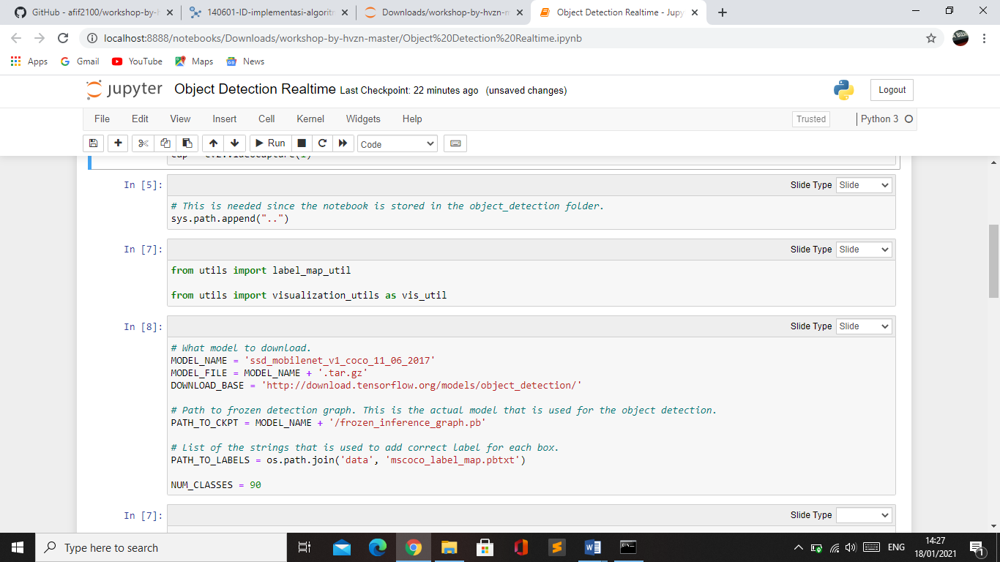 GitHub - afif2100/workshop-by-h
140601-ID-implementasi-algoritn
Downloads/workshop-by-hvzn-m
Object Detection Realtime - Jupy
localhost:8888/notebooks/Downloads/workshop-by-hvzn-master/Object%20Detection%20Realtime.ipynb
Apps Gmail YouTube Maps News
jupyter Object Detection Realtime Last Checkpoint: 22 minutes ago (unsaved changes) Logout
File Edit View Insert Cell Kernel Widgets Help Trusted Python 3
Run Code
cap = cv2.VideoCapture(1)
In [5]: Slide Type Slide
# This is needed since the notebook is stored in the object_detection folder.
sys.path.append("..")
In [7]: Slide Type Slide
from utils import label_map_util
from utils import visualization_utils as vis_util
In [8]: Slide Type Slide
# What model to download.
MODEL_NAME = 'ssd_mobilenet_v1_coco_11_06_2017'
MODEL_FILE = MODEL_NAME + '.tar.gz'
DOWNLOAD_BASE = 'http://download.tensorflow.org/models/object_detection/'
# Path to frozen detection graph. This is the actual model that is used for the object detection.
PATH_TO_CKPT = MODEL_NAME + '/frozen_inference_graph.pb'
# List of the strings that is used to add correct label for each box.
PATH_TO_LABELS = os.path.join('data', 'mscoco_label_map.pbtxt')
NUM_CLASSES = 90
In [7]: Slide Type
Type here to search
ENG
14:27
18/01/2021
1